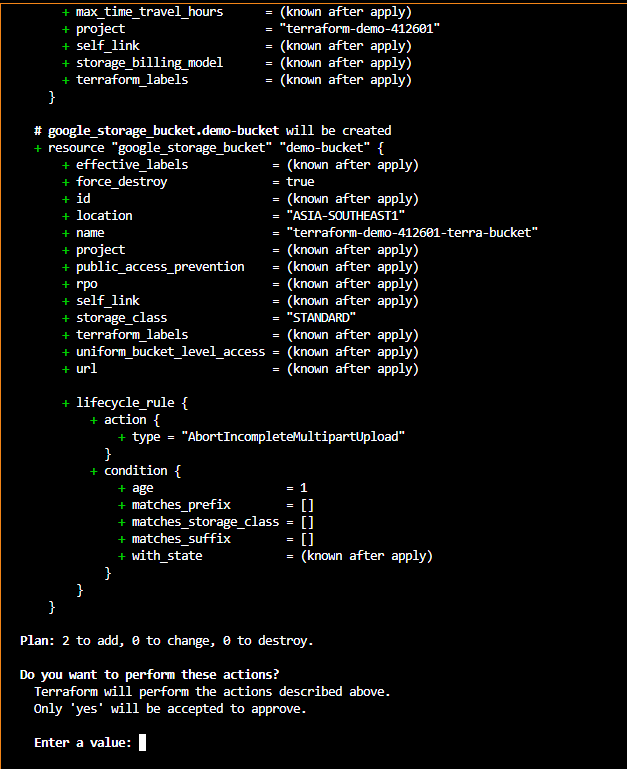 + max_time_travel_hours = (known after apply)
+ project = "terraform-demo-412601"
+ self_link = (known after apply)
+ storage_billing_model = (known after apply)
+ terraform_labels = (known after apply)
}
# google_storage_bucket.demo-bucket will be created
+ resource "google_storage_bucket" "demo-bucket" {
+ effective_labels = (known after apply)
+ force_destroy = true
+ id = (known after apply)
+ location = "ASIA-SOUTHEAST1"
+ name = "terraform-demo-412601-terra-bucket"
+ project = (known after apply)
+ public_access_prevention = (known after apply)
+ rpo = (known after apply)
+ self_link = (known after apply)
+ storage_class = "STANDARD"
+ terraform_labels = (known after apply)
+ uniform_bucket_level_access = (known after apply)
+ url = (known after apply)
+ lifecycle_rule {
+ action {
+ type = "AbortIncompleteMultipartUpload"
}
+ condition {
+ age = 1
+ matches_prefix = []
+ matches_storage_class = []
+ matches_suffix = []
+ with_state = (known after apply)
}
}
}
Plan: 2 to add, 0 to change, 0 to destroy.
Do you want to perform these actions?
Terraform will perform the actions described above.
Only 'yes' will be accepted to approve.
Enter a value: